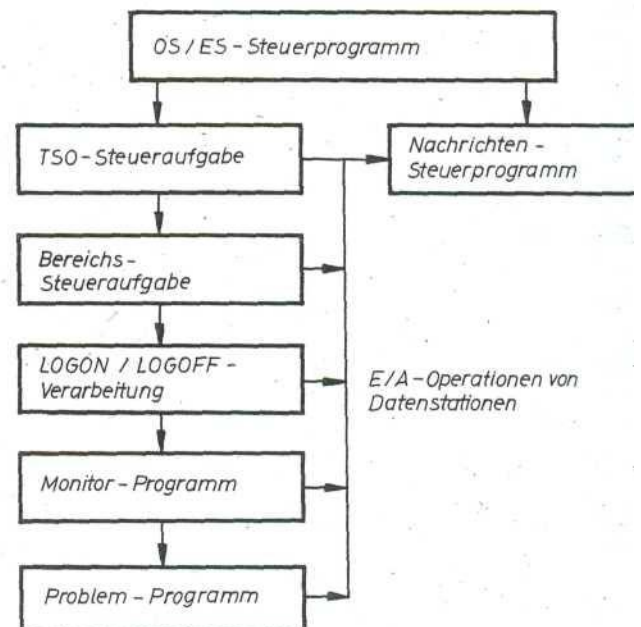 OS / ES - Steuerprogramm
TSO - Steueraufgabe
Nachrichten -
Steuerprogramm
Bereichs -
Steueraufgabe
LOGON / LOGOFF -
Verarbeitung
E/A - Operationen von
Datenstationen
Monitor - Programm
Problem - Programm